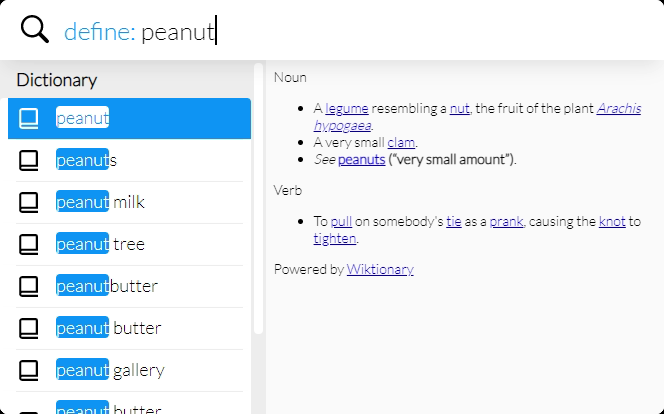 define: peanut
Dictionary
peanut
peanuts
peanut milk
peanut tree
peanutbutter
peanut butter
peanut gallery
peanut butter
Noun
A legume resembling a nut, the fruit of the plant Arachis
hypogaea.
A very small clam.
See peanuts (“very small amount”).
Verb
To pull on somebody's tie as a prank, causing the knot to
tighten.
Powered by Wiktionary